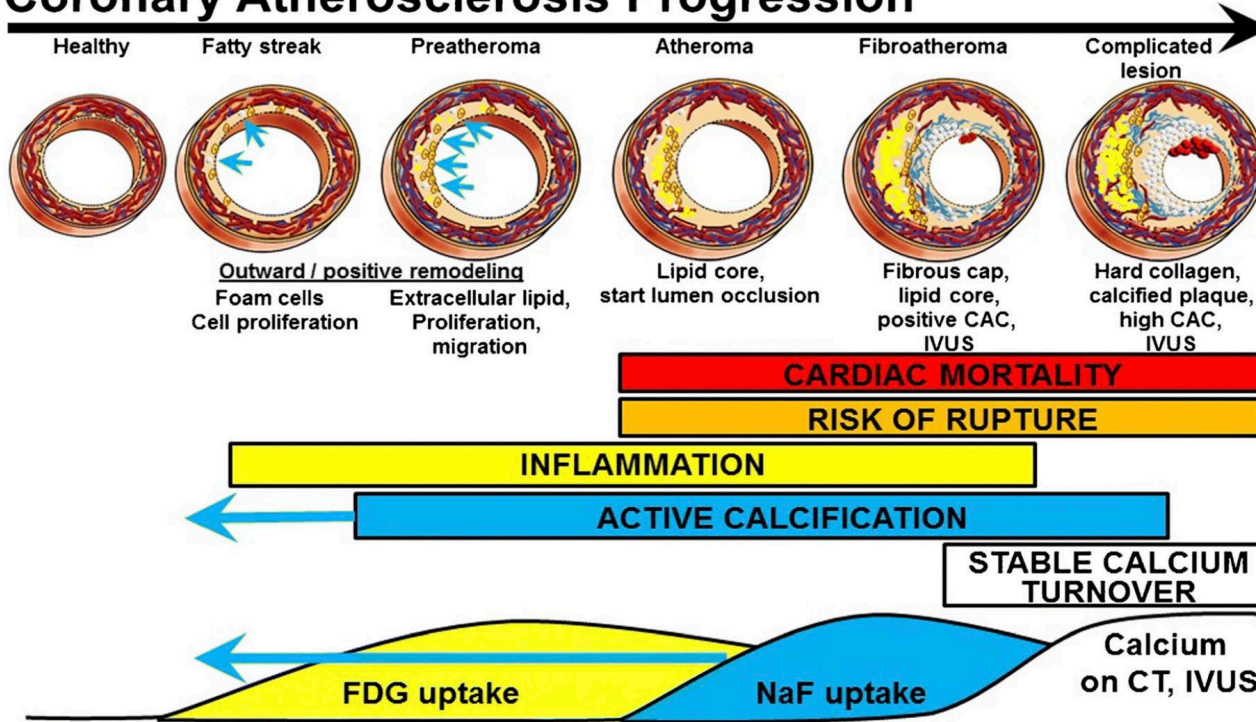 Coronary Atherosclerosis Progression
Healthy
Fatty streak
Preatheroma
Atheroma
Fibroatheroma
Complicated
lesion
Outward / positive remodeling
Foam cells
Cell proliferation
Extracellular lipid,
Proliferation,
migration
Lipid core,
start lumen occlusion
Fibrous cap,
lipid core,
positive CAC,
IVUS
Hard collagen,
calcified plaque,
high CAC,
IVUS
CARDIAC MORTALITY
RISK OF RUPTURE
INFLAMMATION
ACTIVE CALCIFICATION
STABLE CALCIUM
TURNOVER
FDG uptake
NaF uptake
Calcium
on CT, IVUS